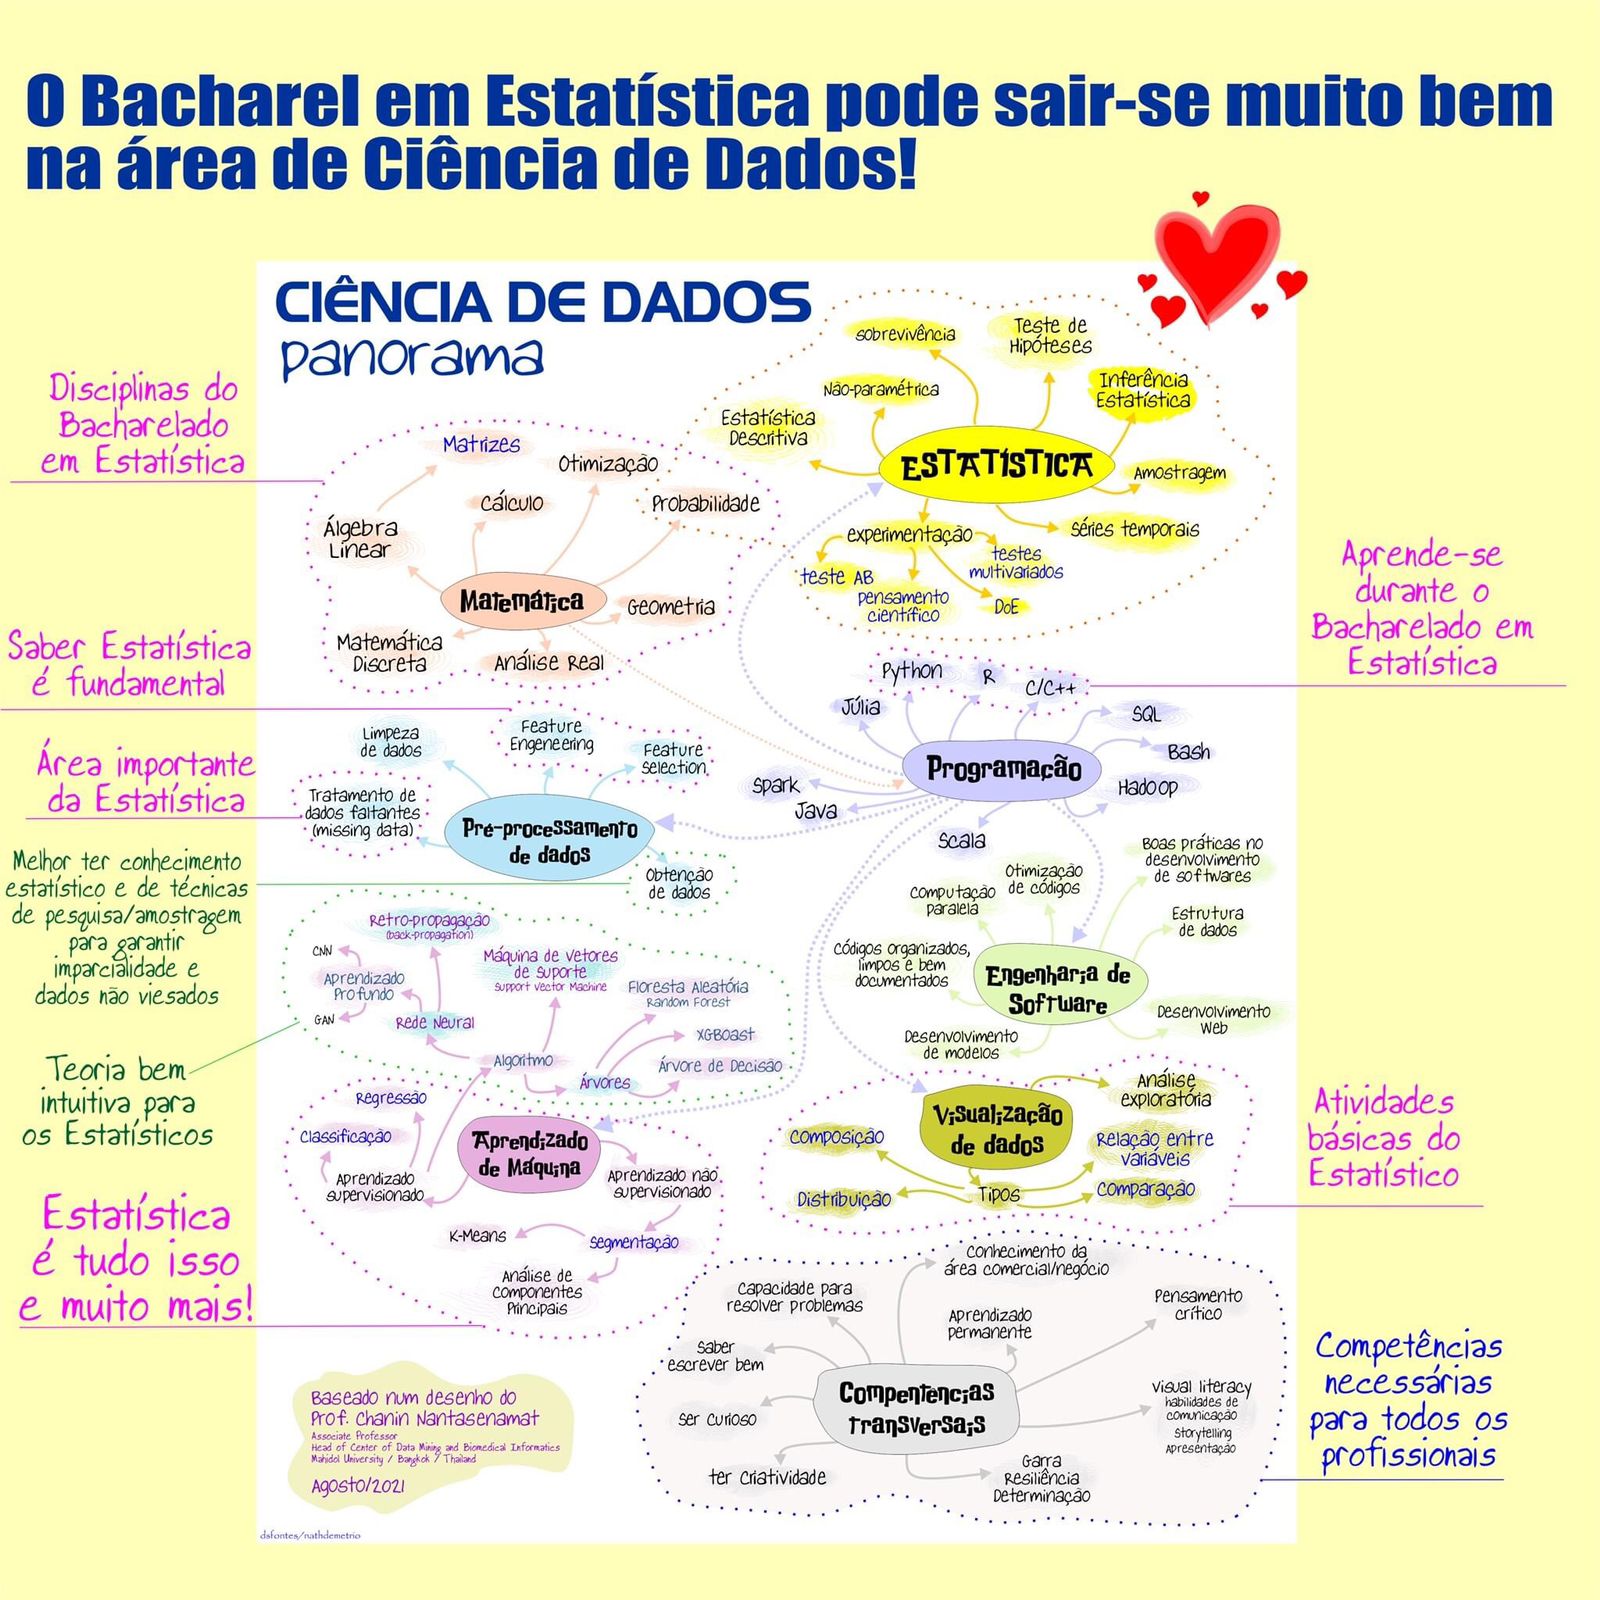 O Bacharel em Estatística pode sair-se muito bem
na área de Ciência de Dados!
CIÊNCIA DE DADOS
panorama
Disciplinas do
Bacharelado
em Estatística
Saber Estatística
é fundamental
Área importante
da Estatística
Melhor ter conhecimento
estatístico e de técnicas
de pesquisa/amostragem
para garantir
imparcialidade e
dados não viesados
Teoria bem
intuitiva para
os Estatísticos
Estatística
é tudo isso
e muito mais!
Matrizes
Otimização
Cálculo
Probabilidade
Álgebra
Linear
Matemática
Geometria
Matemática
Discreta
Análise Real
sobrevivência
Teste de
Hipóteses
Não-paramétrica
Inferência
Estatística
Estatística
Descritiva
ESTATÍSTICA
Amostragem
experimentação
séries temporais
testes
multivariados
teste AB
pensamento
científico
DoE
Aprende-se
durante o
Bacharelado em
Estatística
Python
R
C/C++
Júlia
SQL
Bash
Programação
Hadoop
Spark
Java
Scala
Limpeza
de dados
Feature
Engeneering
Feature
selection
Tratamento de
dados faltantes
(missing data)
Pré-processamento
de dados
Obtenção
de dados
Boas práticas no
desenvolvimento
de softwares
Otimização
de códigos
Computação
paralela
Estrutura
de dados
Códigos organizados,
limpos e bem
documentados
Engenharia de
Software
Desenvolvimento
Web
Desenvolvimento
de modelos
Retro-propagação
(back-propagation)
CNN
Aprendizado
Profundo
GAN
Rede Neural
Máquina de Vetores
de suporte
Support Vector Machine
Floresta Aleatória
Random Forest
XGBoast
Árvore de Decisão
Algoritmo
Árvores
Regressão
Classificação
Aprendizado
de Máquina
Aprendizado
supervisionado
Aprendizado não
supervisionado
K-Means
segmentação
Análise de
componentes
Principais
Visualização
de dados
Análise
exploratória
Composição
Relação entre
variáveis
Distribuição
Tipos
Comparação
Atividades
básicas do
Estatístico
Conhecimento da
área comercial/negócio
Capacidade para
resolver problemas
Pensamento
crítico
Aprendizado
permanente
Saber
escrever bem
Compentências
transversais
Visual literacy
habilidades de
comunicação
Storytelling
Apresentação
ser curioso
ter criatividade
Garra
Resiliência
Determinação
Competências
necessárias
para todos os
profissionais
Baseado num desenho do
Prof. Chanin Nantasenamat
Associate Professor
Head of Center of Data Mining and Biomedical Informatics
Mahidol University / Bangkok / Thailand
Agosto/2021
dsfontes/nathdemetrio